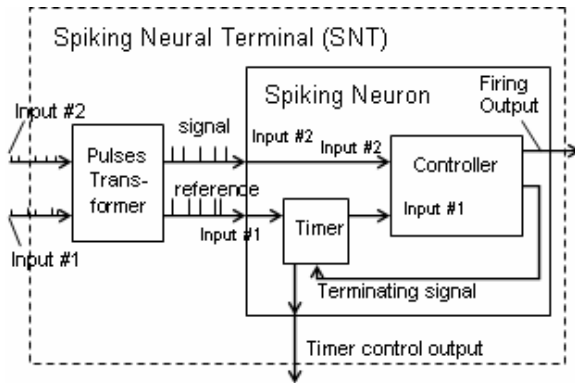 Spiking Neural Terminal (SNT)
Firing
Output
Spiking Neuron
Input #2
signal
Pulses
Trans-
former
Input #2
Input #2
Controller
reference
Input #1
Input #1
Timer
Input #1
Terminating signal
Timer control output